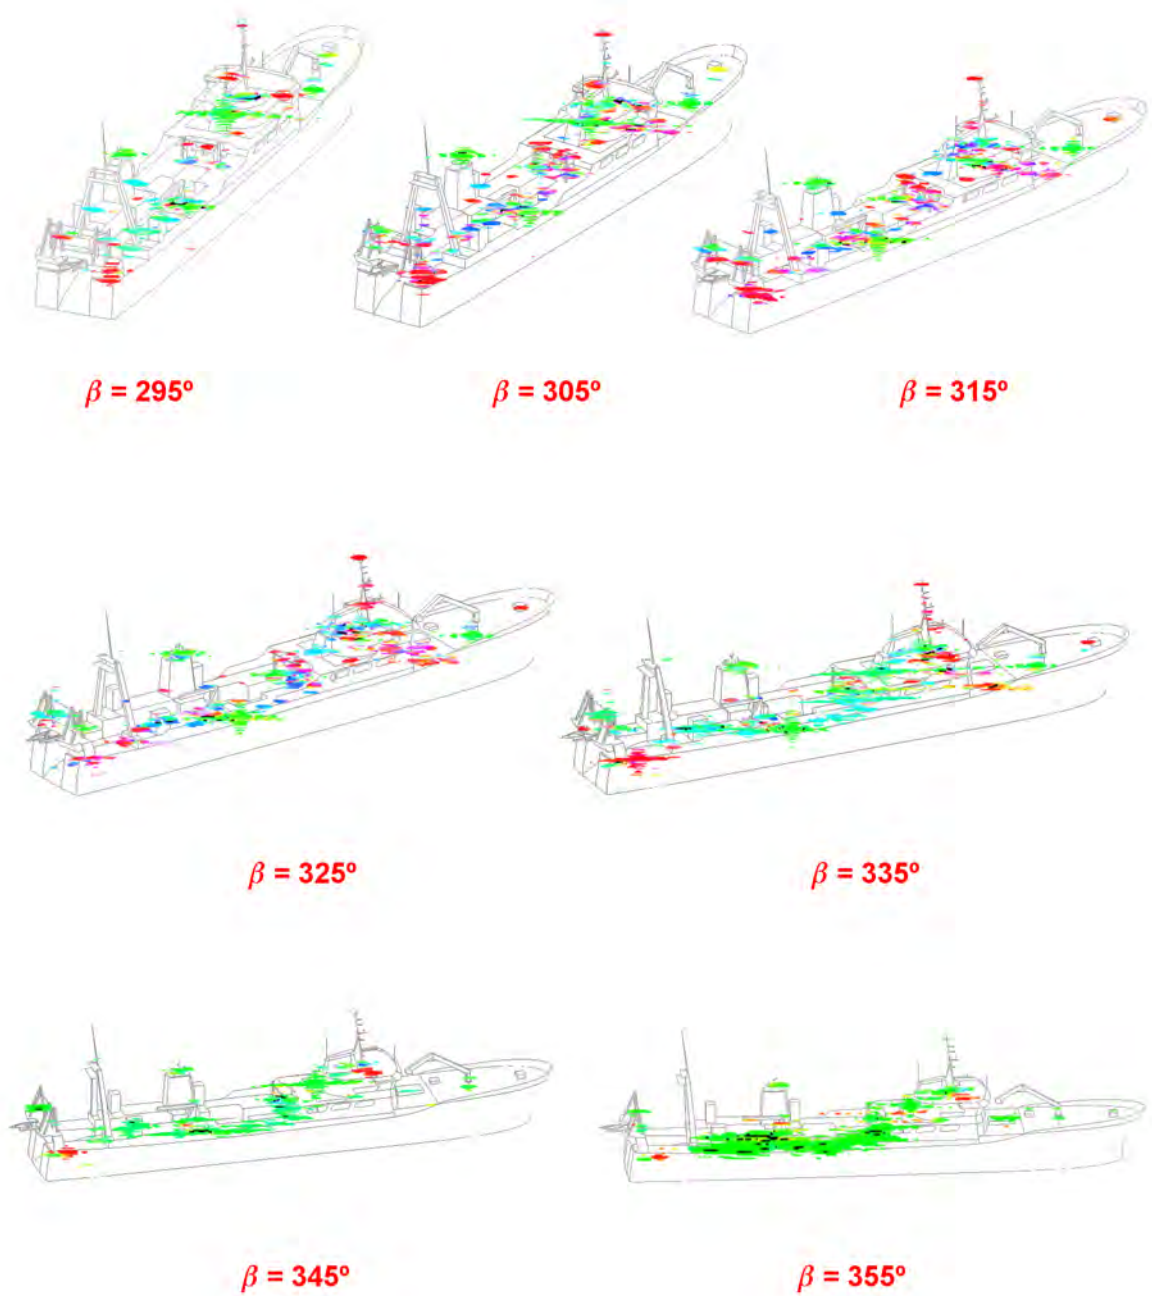 β = 295º
β = 305º
β = 315º
β = 325º
β = 335º
β = 345º
β = 355º